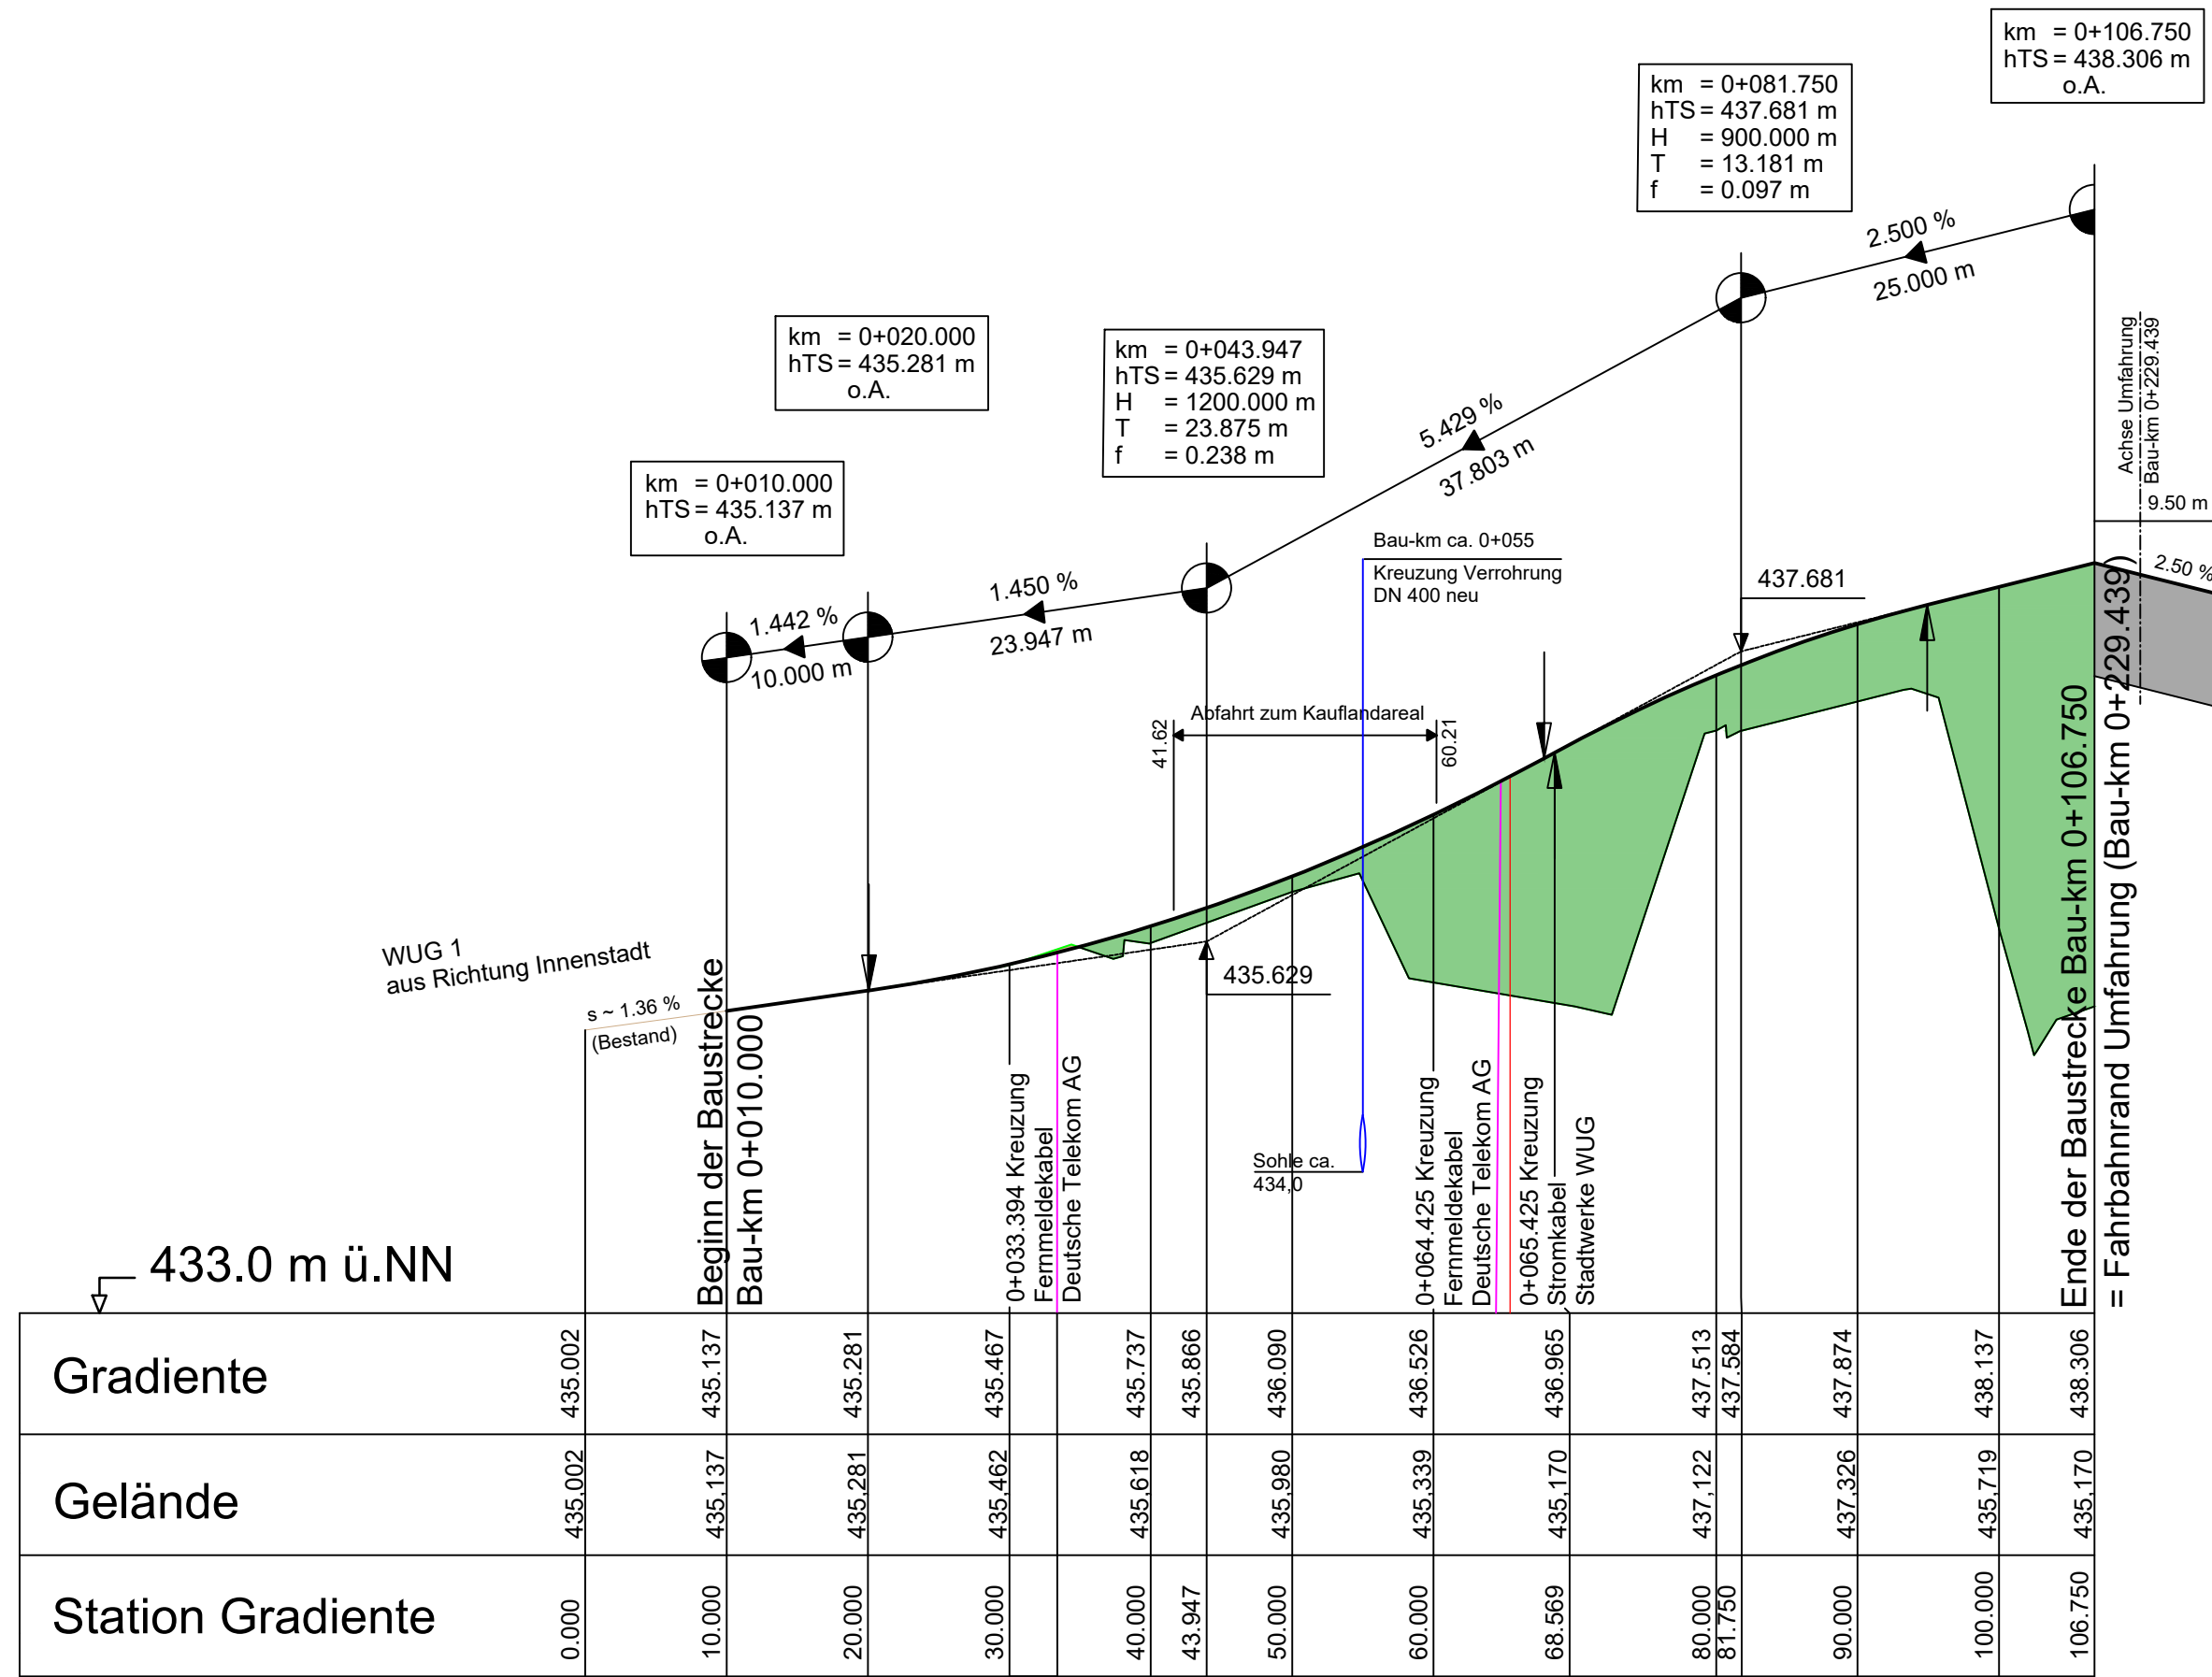 km = 0+106.750
hTS = 438.306 m
o.A.
km = 0+081.750
hTS = 437.681 m
H = 900.000 m
T = 13.181 m
f = 0.097 m
2.500 %
25.000 m
km = 0+020.000
hTS = 435.281 m
o.A.
km = 0+043.947
hTS = 435.629 m
H = 1200.000 m
T = 23.875 m
f = 0.238 m
5.429 %
37.803 m
km = 0+010.000
hTS = 435.137 m
o.A.
Achse Umfahrung
Bau-km 0+229.439
9.50 m
2.50 %
1.442 %
10.000 m
1.450 %
23.947 m
Bau-km ca. 0+055
Kreuzung Verrohrung
DN 400 neu
437.681
Abfahrt zum Kauflandareal
41.62
60.21
WUG 1
aus Richtung Innenstadt
s ~ 1.36 %
(Bestand)
435.629
Beginn der Baustrecke
Bau-km 0+010.000
0+033.394 Kreuzung
Fernmeldekabel
Deutsche Telekom AG
Sohle ca.
434,0
0+064.425 Kreuzung
Fernmeldekabel
Deutsche Telekom AG
0+065.425 Kreuzung
Stromkabel
Stadtwerke WUG
Ende der Baustrecke Bau-km 0+106.750
= Fahrbahnrand Umfahrung (Bau-km 0+229.439)
433.0 m ü.NN
Gradiente 435.002 435.137 435.281 435.467 435.737 435.866 436.090 436.526 436.965 437.513 437.584 437.874 438.137 438.306
Gelände 435,002 435,137 435,281 435,462 435,618 435,980 435,339 435,170 437,122 437,326 435,719 435,170
Station Gradiente 0.000 10.000 20.000 30.000 40.000 43.947 50.000 60.000 68.569 80.000 81.750 90.000 100.000 106.750